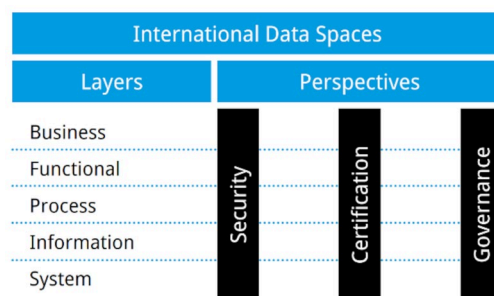 International Data Spaces
Layers
Perspectives
Business
Functional
Process
Information
System
Security
Certification
Governance